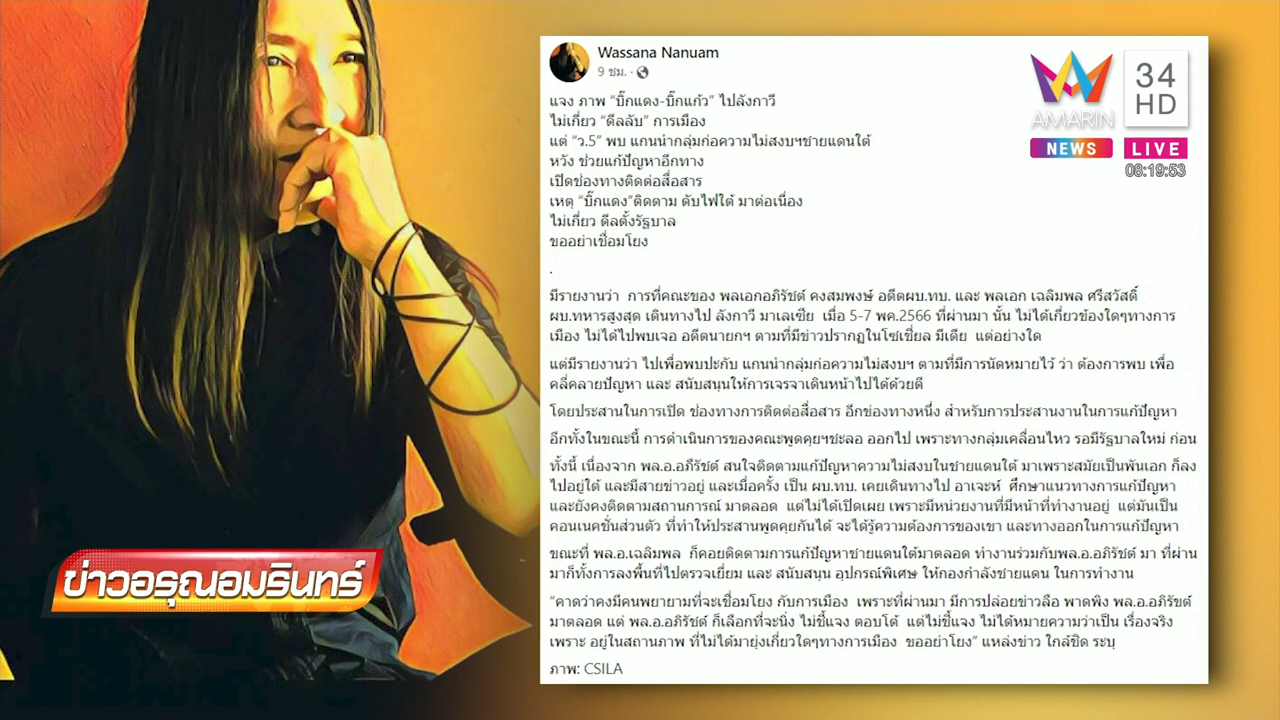 Wassana Nanuam
9 ชม. ·
แจง ภาพ “บิ๊กแดง-บิ๊กแก้ว” ไปลังกาวี
ไม่เกี่ยว “ดีลลับ” การเมือง
แต่ “ว.5” พบ แกนนำกลุ่มก่อความไม่สงบฯชายแดนใต้
หวัง ช่วยแก้ปัญหาอีกทาง
เปิดช่องทางติดต่อสื่อสาร
เหตุ “บิ๊กแดง”ติดตาม ดับไฟใต้ มาต่อเนื่อง
ไม่เกี่ยว ดีลตั้งรัฐบาล
ขออย่าเชื่อมโยง
.
มีรายงานว่า การที่คณะของ พลเอกอภิรัชต์ คงสมพงษ์ อดีตผบ.ทบ. และ พลเอก เฉลิมพล ศรีสวัสดิ์
ผบ.ทหารสูงสุด เดินทางไป ลังกาวี มาเลเซีย เมื่อ 5-7 พค.2566 ที่ผ่านมา นั้น ไม่ได้เกี่ยวข้องใดๆทางการ
เมือง ไม่ได้ไปพบเจอ อดีตนายกฯ ตามที่มีข่าวปรากฏในโซเชี่ยล มีเดีย แต่อย่างใด
แต่มีรายงานว่า ไปเพื่อพบปะกับ แกนนำกลุ่มก่อความไม่สงบฯ ตามที่มีการนัดหมายไว้ ว่า ต้องการพบ เพื่อ
คลี่คลายปัญหา และ สนับสนุนให้การเจรจาเดินหน้าไปได้ด้วยดี
โดยประสานในการเปิด ช่องทางการติดต่อสื่อสาร อีกช่องทางหนึ่ง สำหรับการประสานงานในการแก้ปัญหา
อีกทั้งในขณะนี้ การดำเนินการของคณะพูดคุยฯชะลอ ออกไป เพราะทางกลุ่มเคลื่อนไหว รอมีรัฐบาลใหม่ ก่อน
ทั้งนี้ เนื่องจาก พล.อ.อภิรัชต์ สนใจติดตามแก้ปัญหาความไม่สงบในชายแดนใต้ มาเพราะสมัยเป็นพันเอก ก็ลง
ไปอยู่ใต้ และมีสายข่าวอยู่ และเมื่อครั้ง เป็น ผบ.ทบ. เคยเดินทางไป อาเจะห์ ศึกษาแนวทางการแก้ปัญหา
และยังคงติดตามสถานการณ์ มาตลอด แต่ไม่ได้เปิดเผย เพราะมีหน่วยงานที่มีหน้าที่ทำงานอยู่ แต่มันเป็น
คอนเนคชั่นส่วนตัว ที่ทำให้ประสานพูดคุยกันได้ จะได้รู้ความต้องการของเขา และทางออกในการแก้ปัญหา
ขณะที่ พล.อ.เฉลิมพล ก็คอยติดตามการแก้ปัญหาชายแดนใต้มาตลอด ทำงานร่วมกับพล.อ.อภิรัชต์ มา ที่ผ่าน
มาก็ทั้งการลงพื้นที่ไปตรวจเยี่ยม และ สนับสนุน อุปกรณ์พิเศษ ให้กองกำลังชายแดน ในการทำงาน
“คาดว่าคงมีคนพยายามที่จะเชื่อมโยง กับการเมือง เพราะที่ผ่านมา มีการปล่อยข่าวลือ พาดพิง พล.อ.อภิรัชต์
มาตลอด แต่ พล.อ.อภิรัชต์ ก็เลือกที่จะนิ่ง ไม่ชี้แจง ตอบโต้ แต่ไม่ชี้แจง ไม่ได้หมายความว่าเป็น เรื่องจริง
เพราะ อยู่ในสถานภาพ ที่ไม่ได้มายุ่งเกี่ยวใดๆทางการเมือง ขออย่าโยง” แหล่งข่าว ใกล้ชิด ระบุ
ภาพ: CSILA
AMARIN
NEWS
34
HD
LIVE
08:19:53
ข่าวอรุณอมรินทร์